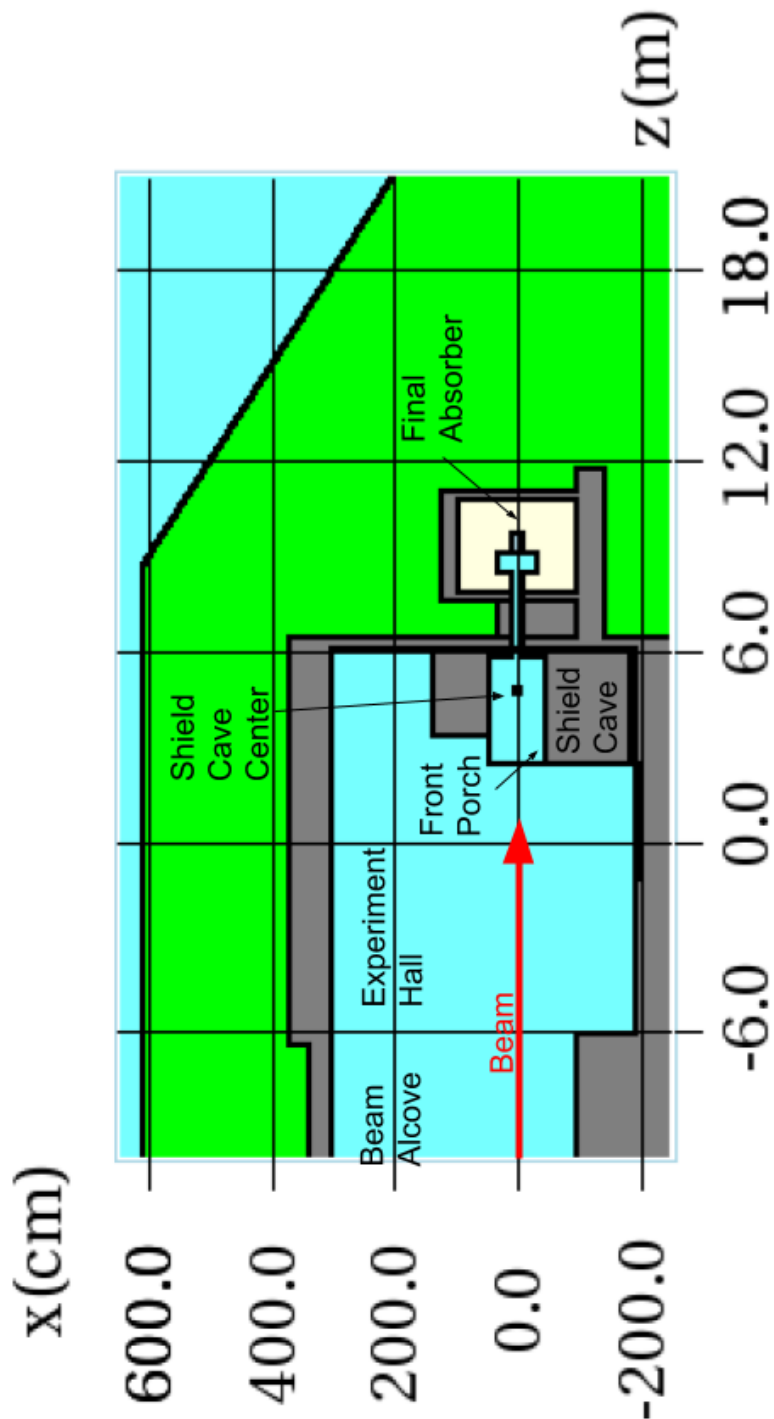 x(cm)
600.0
400.0
200.0
0.0
-200.0
Shield
Cave
Center
Final
Absorber
Front
Porch
Shield
Cave
Experiment
Hall
Beam
Alcove
Beam
-6.0
0.0
6.0
12.0
18.0
z(m)